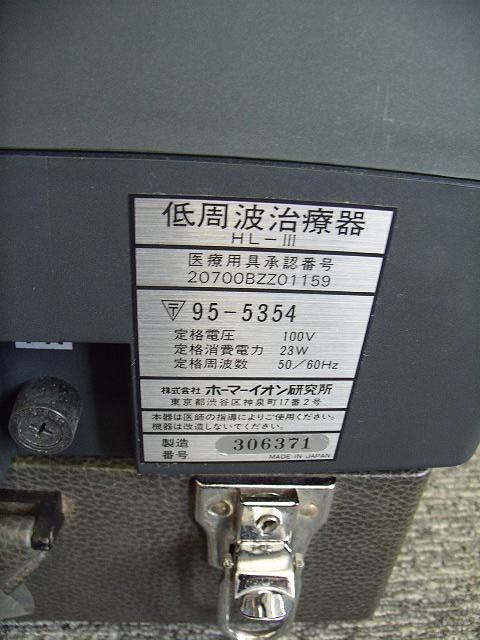 低周波治療器
HL-III
医療用具承認番号
20700BZZ01159
〒 95-5354
定格電圧 100V
定格消費電力 23W
定格周波数 50/60Hz
株式会社 ホーマーイオン研究所
東京都渋谷区神泉町17番2号
本器は医師の指導によりご使用ください。
機器は改造しないでください。
製造番号 306371
MADE IN JAPAN